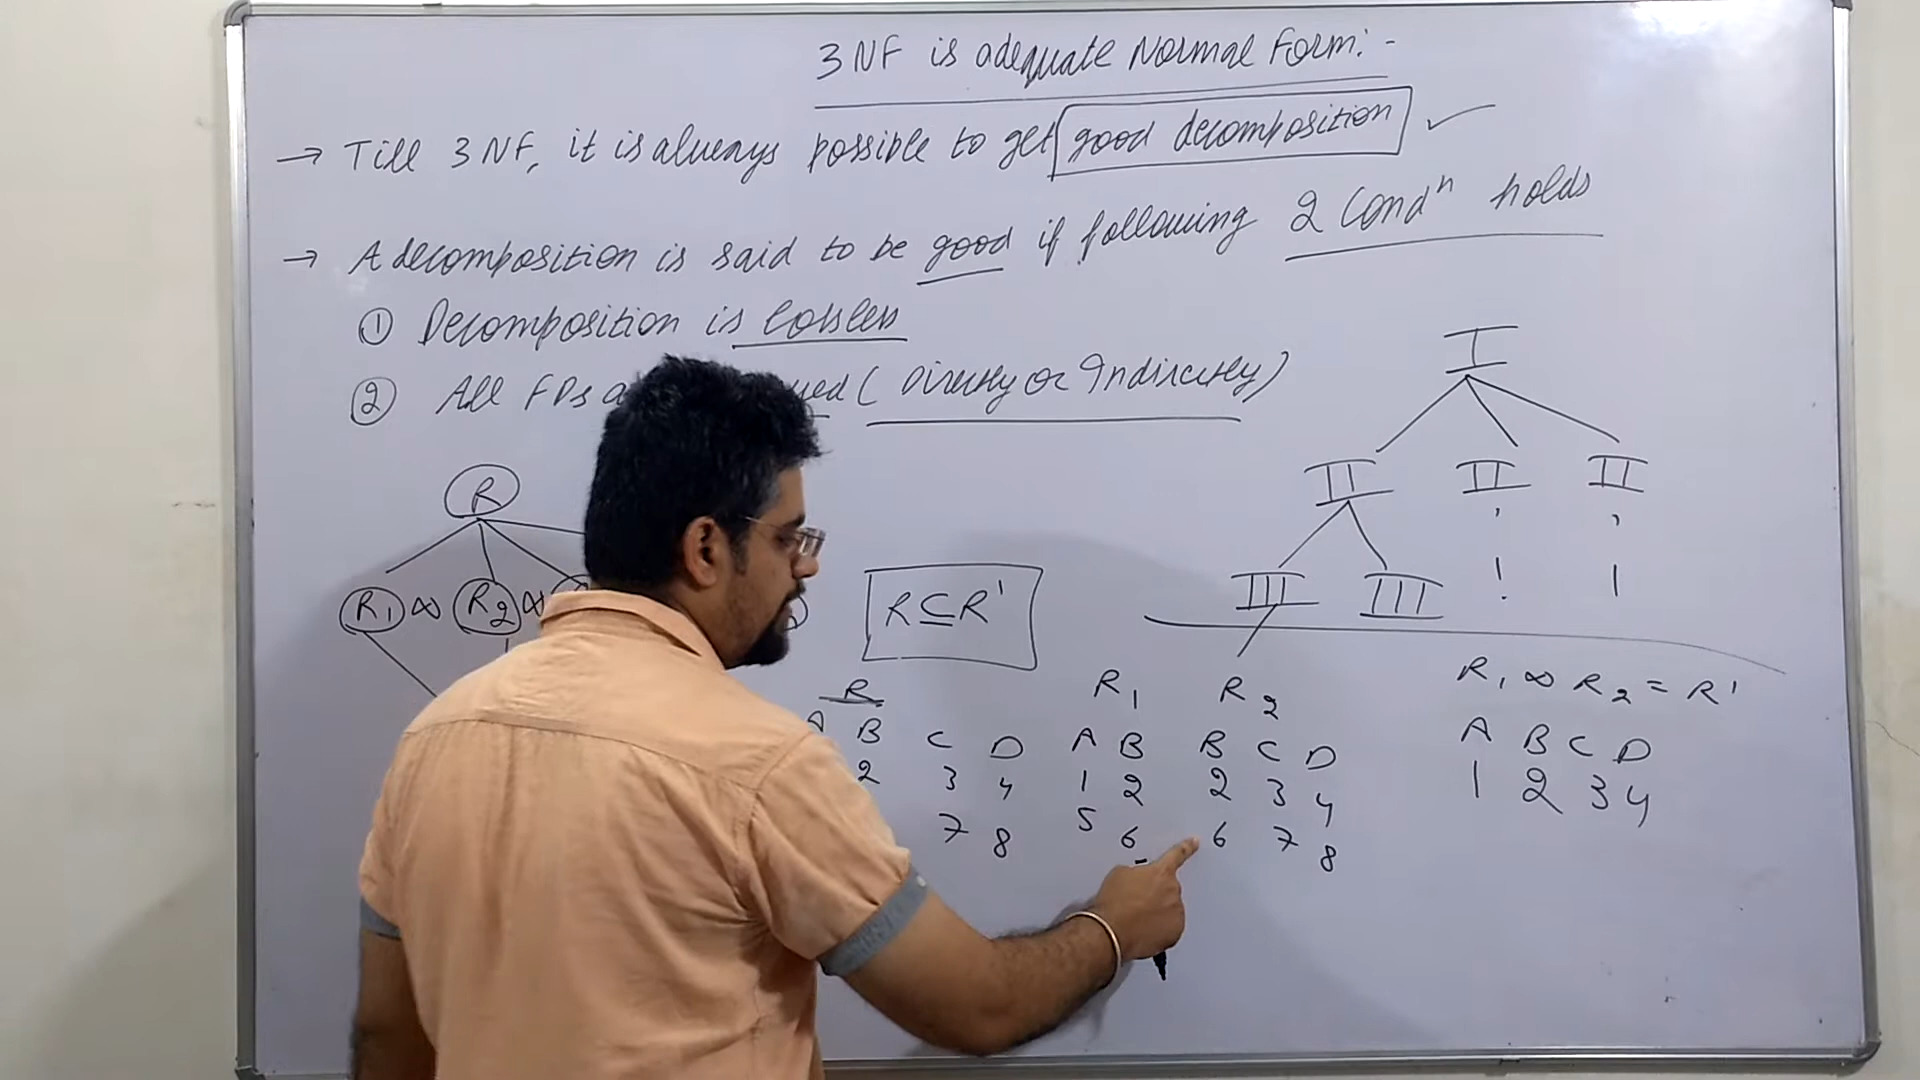 3NF is adequate Normal Form:-
→ Till 3NF, it is always possible to get good decomposition ✓
→ A decomposition is said to be good if following 2 Condⁿ holds
① Decomposition is lossless
② All FDs (Directly or Indirectly)
I
R
II II II
R₁ ∞ R₂ ∞
R ⊆ R'
III III
R R₁ R₂ R₁ ∞ R₂ = R'
A B C D A B B C D A B C D
2 3 4 1 2 2 3 4 1 2 3 4
7 8 5 6 6 7 8